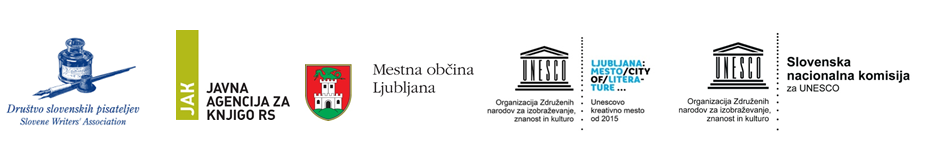 Društvo slovenskih pisateljev
Slovene Writers' Association
JAK
JAVNA
AGENCIJA ZA
KNJIGO RS
Mestna občina
Ljubljana
UNESCO
Organizacija Združenih
narodov za izobraževanje,
znanost in kulturo
LJUBLJANA:
MESTO/CITY
OF/LITERA-
TURE ...
Unescovo
kreativno mesto
od 2015
UNESCO
Organizacija Združenih
narodov za izobraževanje,
znanost in kulturo
Slovenska
nacionalna komisija
za UNESCO